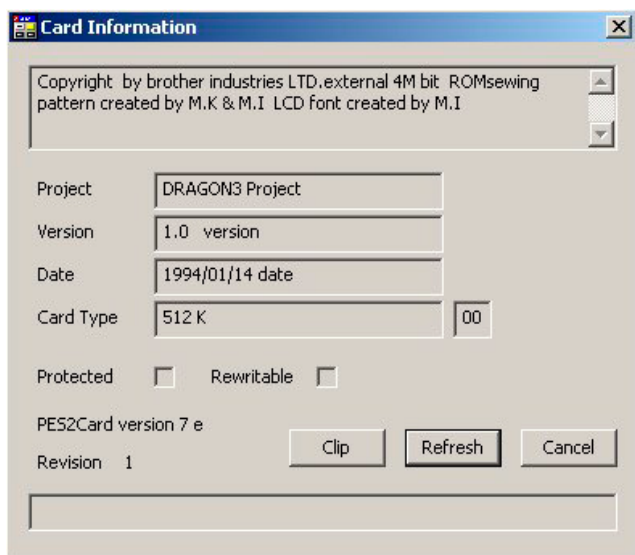 Card Information
Copyright by brother industries LTD.external 4M bit ROMsewing
pattern created by M.K & M.I LCD font created by M.I
Project DRAGON3 Project
Version 1.0 version
Date 1994/01/14 date
Card Type 512 K 00
Protected Rewritable
PES2Card version 7 e
Revision 1
Clip Refresh Cancel